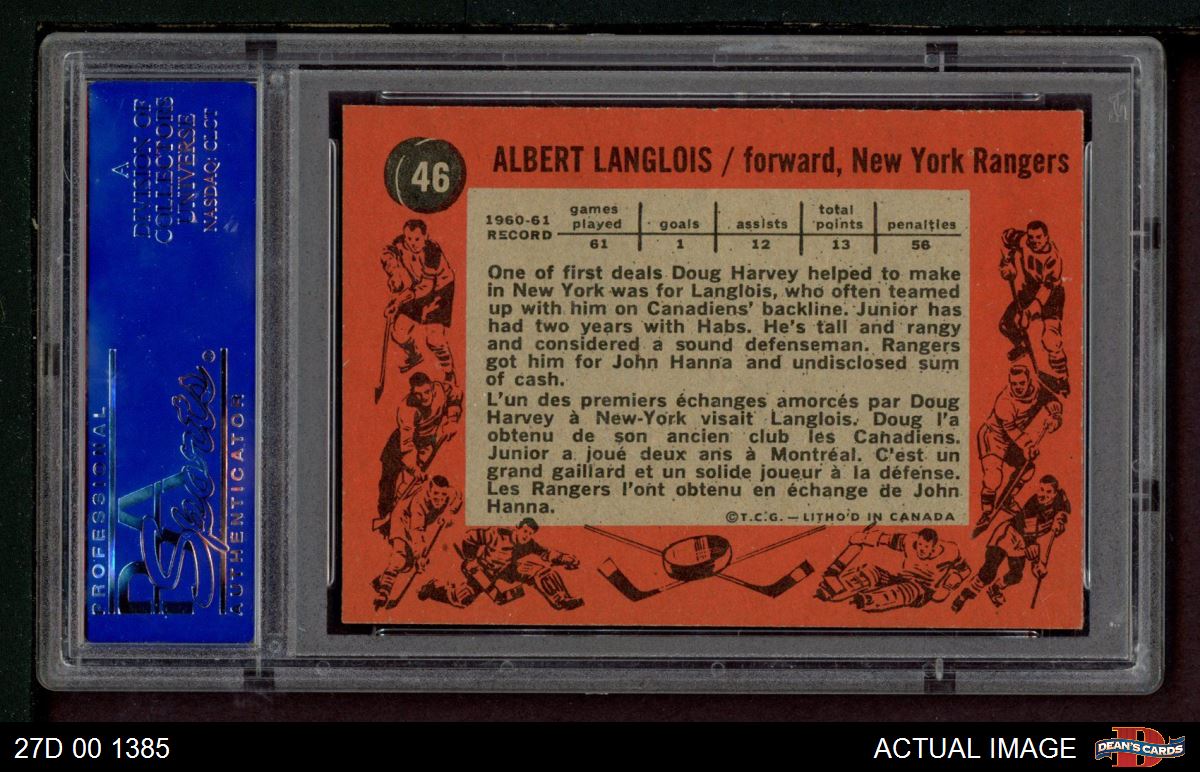 A
DIVISION OF
COLLECTORS
UNIVERSE
NASDAQ: CLCT
PROFESSIONAL
PSA
Sports
AUTHENTICATOR
46
ALBERT LANGLOIS / forward, New York Rangers
1960-61 RECORD
games played goals assists total points penalties
61 1 12 13 56
One of first deals Doug Harvey helped to make
in New York was for Langlois, who often teamed
up with him on Canadiens' backline. Junior has
had two years with Habs. He's tall and rangy
and considered a sound defenseman. Rangers
got him for John Hanna and undisclosed sum
of cash.
L'un des premiers échanges amorcés par Doug
Harvey à New-York visait Langlois. Doug l'a
obtenu de son ancien club les Cahadiens.
Junior a joué deux ans à Montréal. C'est un
grand gaillard et un solide joueur à la défense.
Les Rangers l'ont obtenu en échange de John
Hanna.
©T.C.G. — LITHO'D IN CANADA
27D 00 1385
ACTUAL IMAGE
D
DEAN'S CARDS